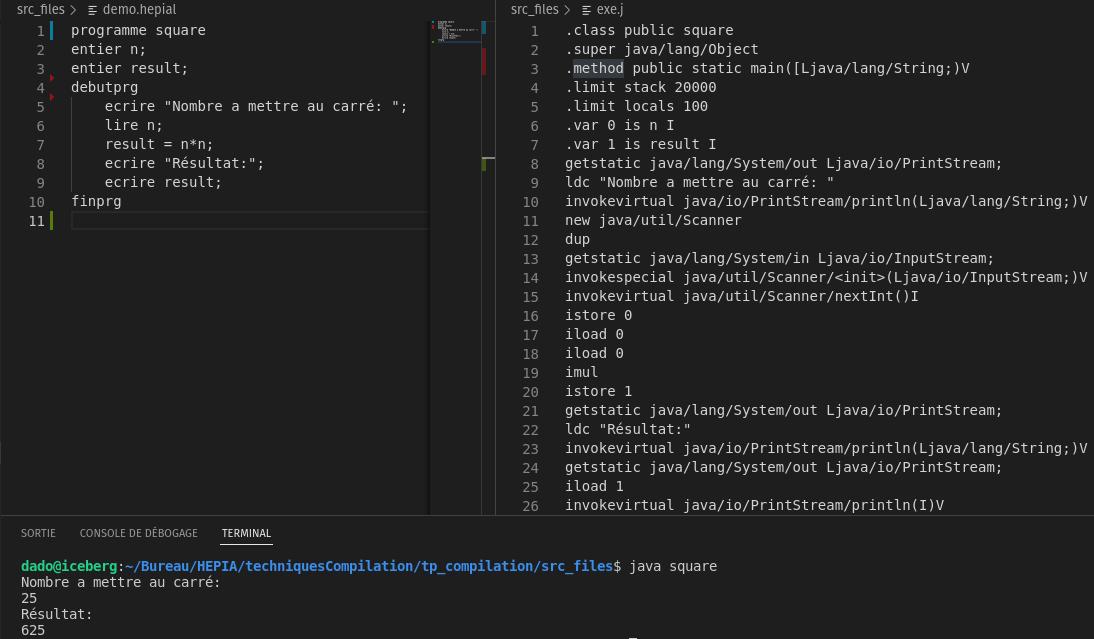 src_files > demo.hepial
1 programme square
2 entier n;
3 entier result;
4 debutprg
5 ecrire "Nombre a mettre au carré: ";
6 lire n;
7 result = n*n;
8 ecrire "Résultat:";
9 ecrire result;
10 finprg
11
src_files > exe.j
1 .class public square
2 .super java/lang/Object
3 .method public static main([Ljava/lang/String;)V
4 .limit stack 20000
5 .limit locals 100
6 .var 0 is n I
7 .var 1 is result I
8 getstatic java/lang/System/out Ljava/io/PrintStream;
9 ldc "Nombre a mettre au carré: "
10 invokevirtual java/io/PrintStream/println(Ljava/lang/String;)V
11 new java/util/Scanner
12 dup
13 getstatic java/lang/System/in Ljava/io/InputStream;
14 invokespecial java/util/Scanner/<init>(Ljava/io/InputStream;)V
15 invokevirtual java/util/Scanner/nextInt()I
16 istore 0
17 iload 0
18 iload 0
19 imul
20 istore 1
21 getstatic java/lang/System/out Ljava/io/PrintStream;
22 ldc "Résultat:"
23 invokevirtual java/io/PrintStream/println(Ljava/lang/String;)V
24 getstatic java/lang/System/out Ljava/io/PrintStream;
25 iload 1
26 invokevirtual java/io/PrintStream/println(I)V
SORTIE CONSOLE DE DÉBOGAGE TERMINAL
dado@iceberg:~/Bureau/HEPIA/techniquesCompilation/tp_compilation/src_files$ java square
Nombre a mettre au carré:
25
Résultat:
625